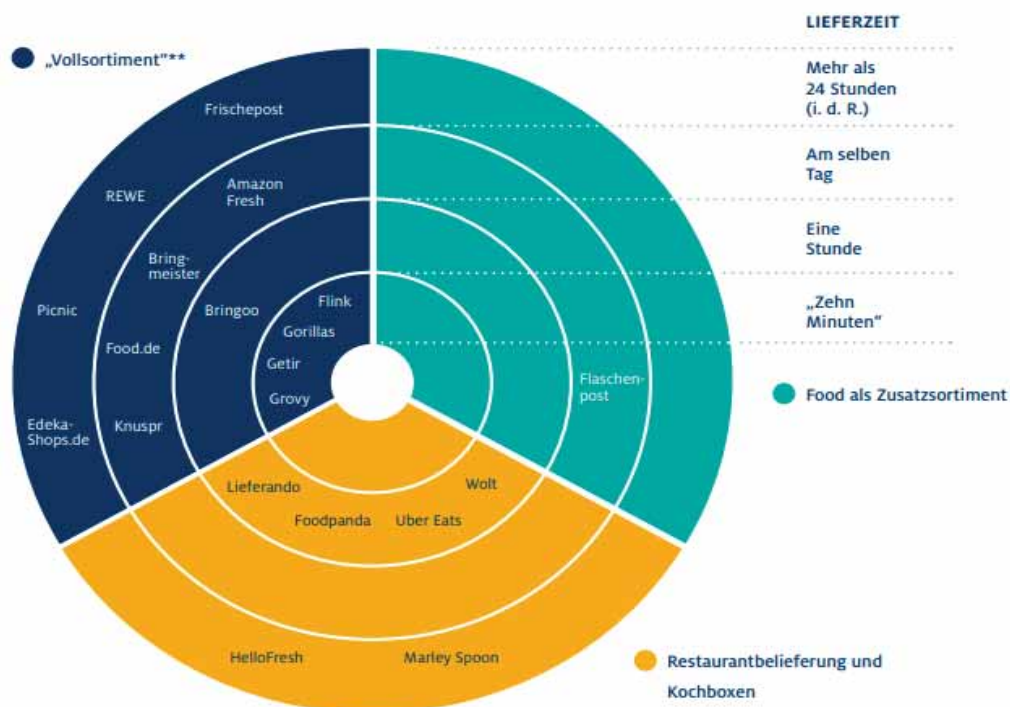 LIEFERZEIT
„Vollsortiment"**
Mehr als
24 Stunden
(i. d. R.)
Am selben
Tag
Eine
Stunde
„Zehn
Minuten“
Frischepost
REWE
Amazon
Fresh
Bring-
meister
Picnic
Bringoo
Flink
Gorillas
Food.de
Getir
Grovy
Edeka-
Shops.de
Knuspr
Flaschen-
post
Food als Zusatzsortiment
Lieferando
Wolt
Foodpanda
Uber Eats
HelloFresh
Marley Spoon
Restaurantbelieferung und
Kochboxen